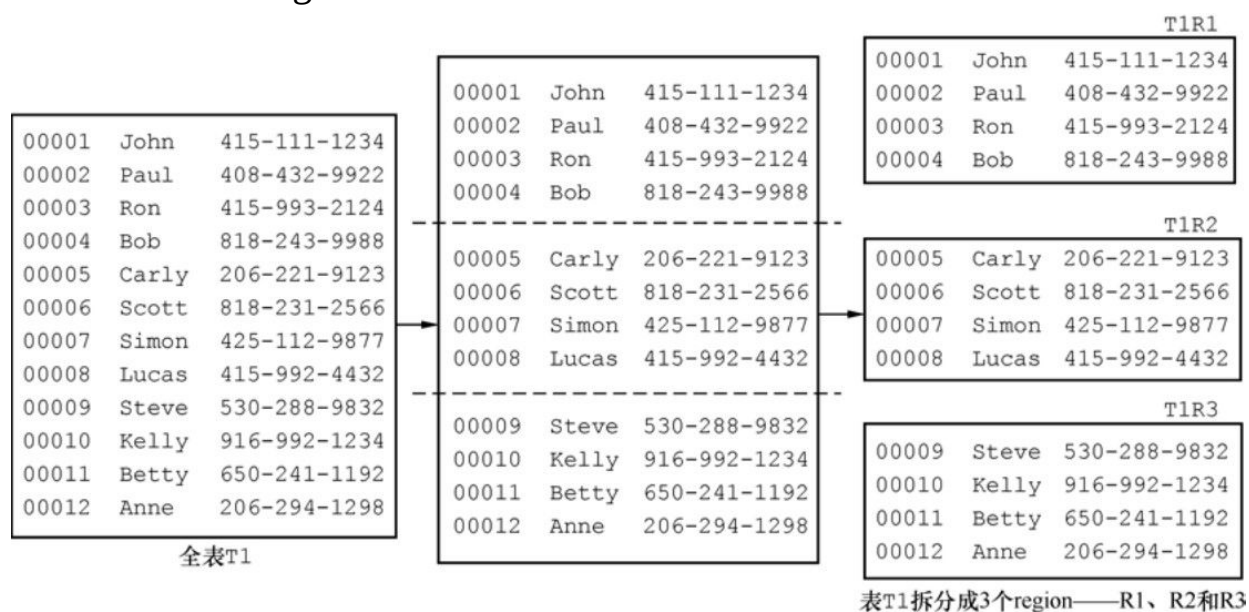 g
00001 John 415-111-1234
00002 Paul 408-432-9922
00003 Ron 415-993-2124
00004 Bob 818-243-9988
00005 Carly 206-221-9123
00006 Scott 818-231-2566
00007 Simon 425-112-9877
00008 Lucas 415-992-4432
00009 Steve 530-288-9832
00010 Kelly 916-992-1234
00011 Betty 650-241-1192
00012 Anne 206-294-1298
全表T1
00001 John 415-111-1234
00002 Paul 408-432-9922
00003 Ron 415-993-2124
00004 Bob 818-243-9988
00005 Carly 206-221-9123
00006 Scott 818-231-2566
00007 Simon 425-112-9877
00008 Lucas 415-992-4432
00009 Steve 530-288-9832
00010 Kelly 916-992-1234
00011 Betty 650-241-1192
00012 Anne 206-294-1298
T1R1
00001 John 415-111-1234
00002 Paul 408-432-9922
00003 Ron 415-993-2124
00004 Bob 818-243-9988
T1R2
00005 Carly 206-221-9123
00006 Scott 818-231-2566
00007 Simon 425-112-9877
00008 Lucas 415-992-4432
T1R3
00009 Steve 530-288-9832
00010 Kelly 916-992-1234
00011 Betty 650-241-1192
00012 Anne 206-294-1298
表T1拆分成3个region——R1、R2和R3